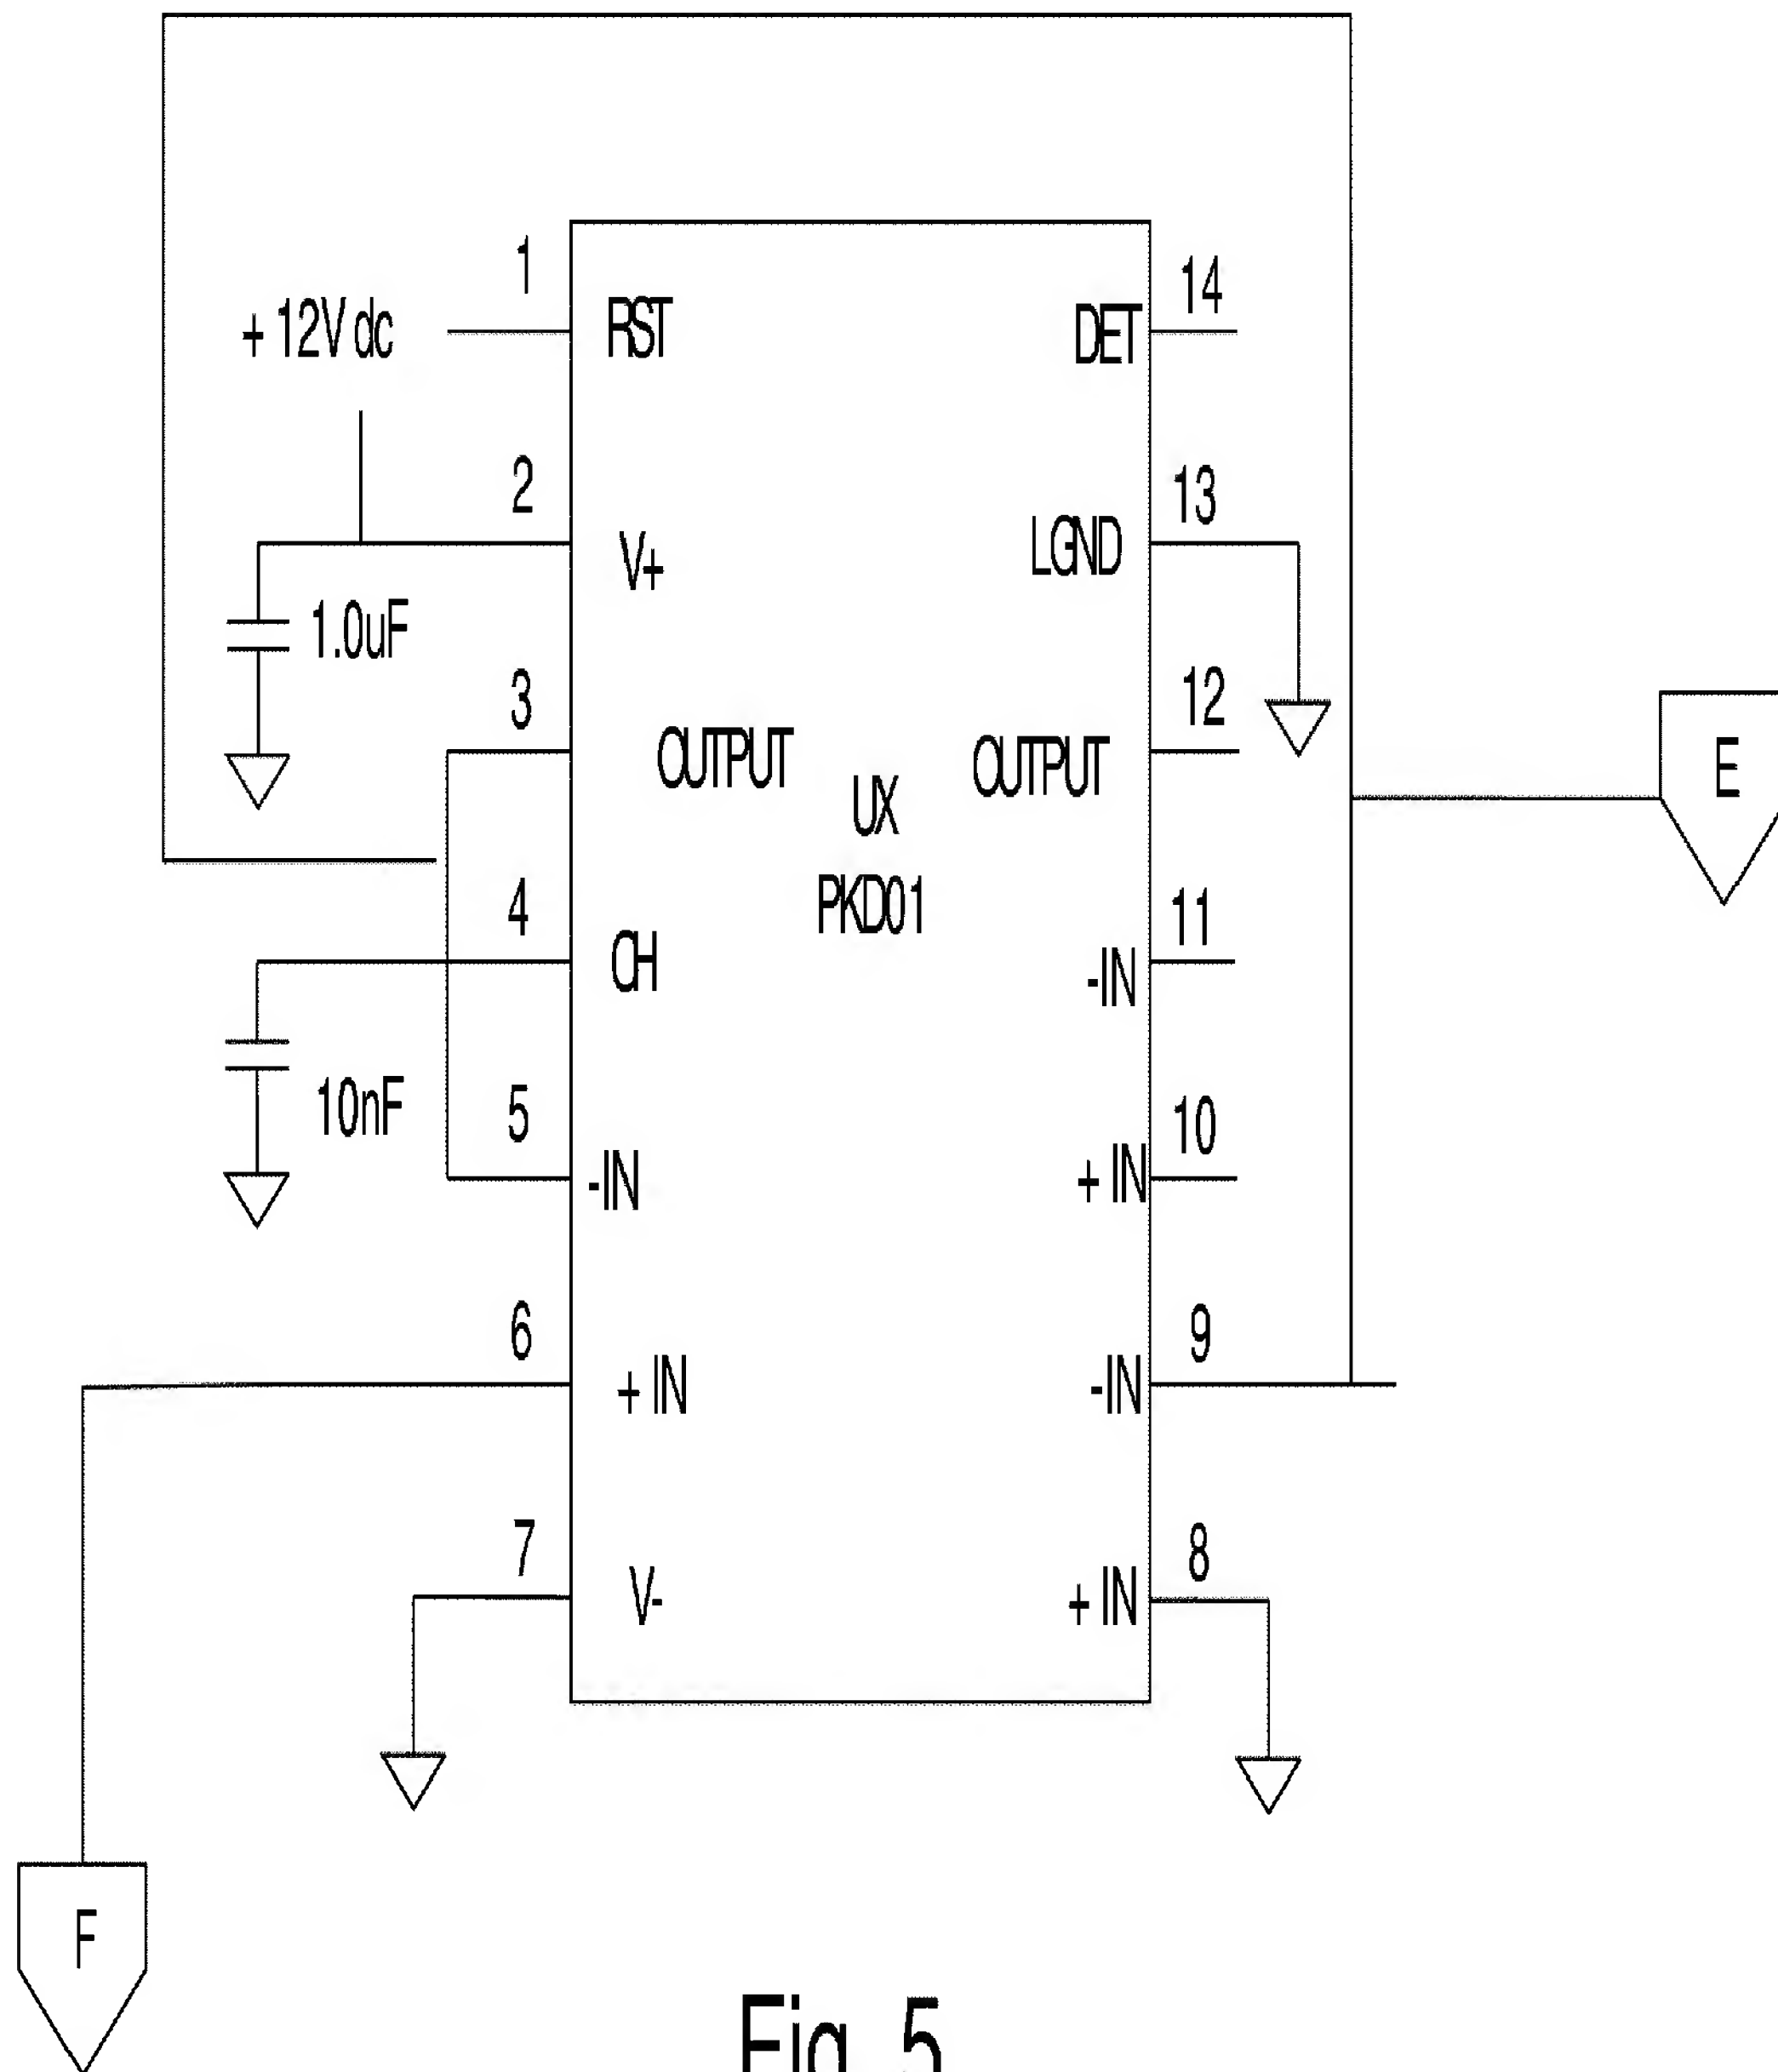 1
14
RST
DET
+ 12V dc
2
13
V+
LGND
1.0uF
3
12
OUTPUT
OUTPUT
UX
E
4
11
PKD01
CH
-IN
10nF
5
10
-IN
+ IN
6
9
+ IN
-IN
7
8
V-
+ IN
F
Fig. 5